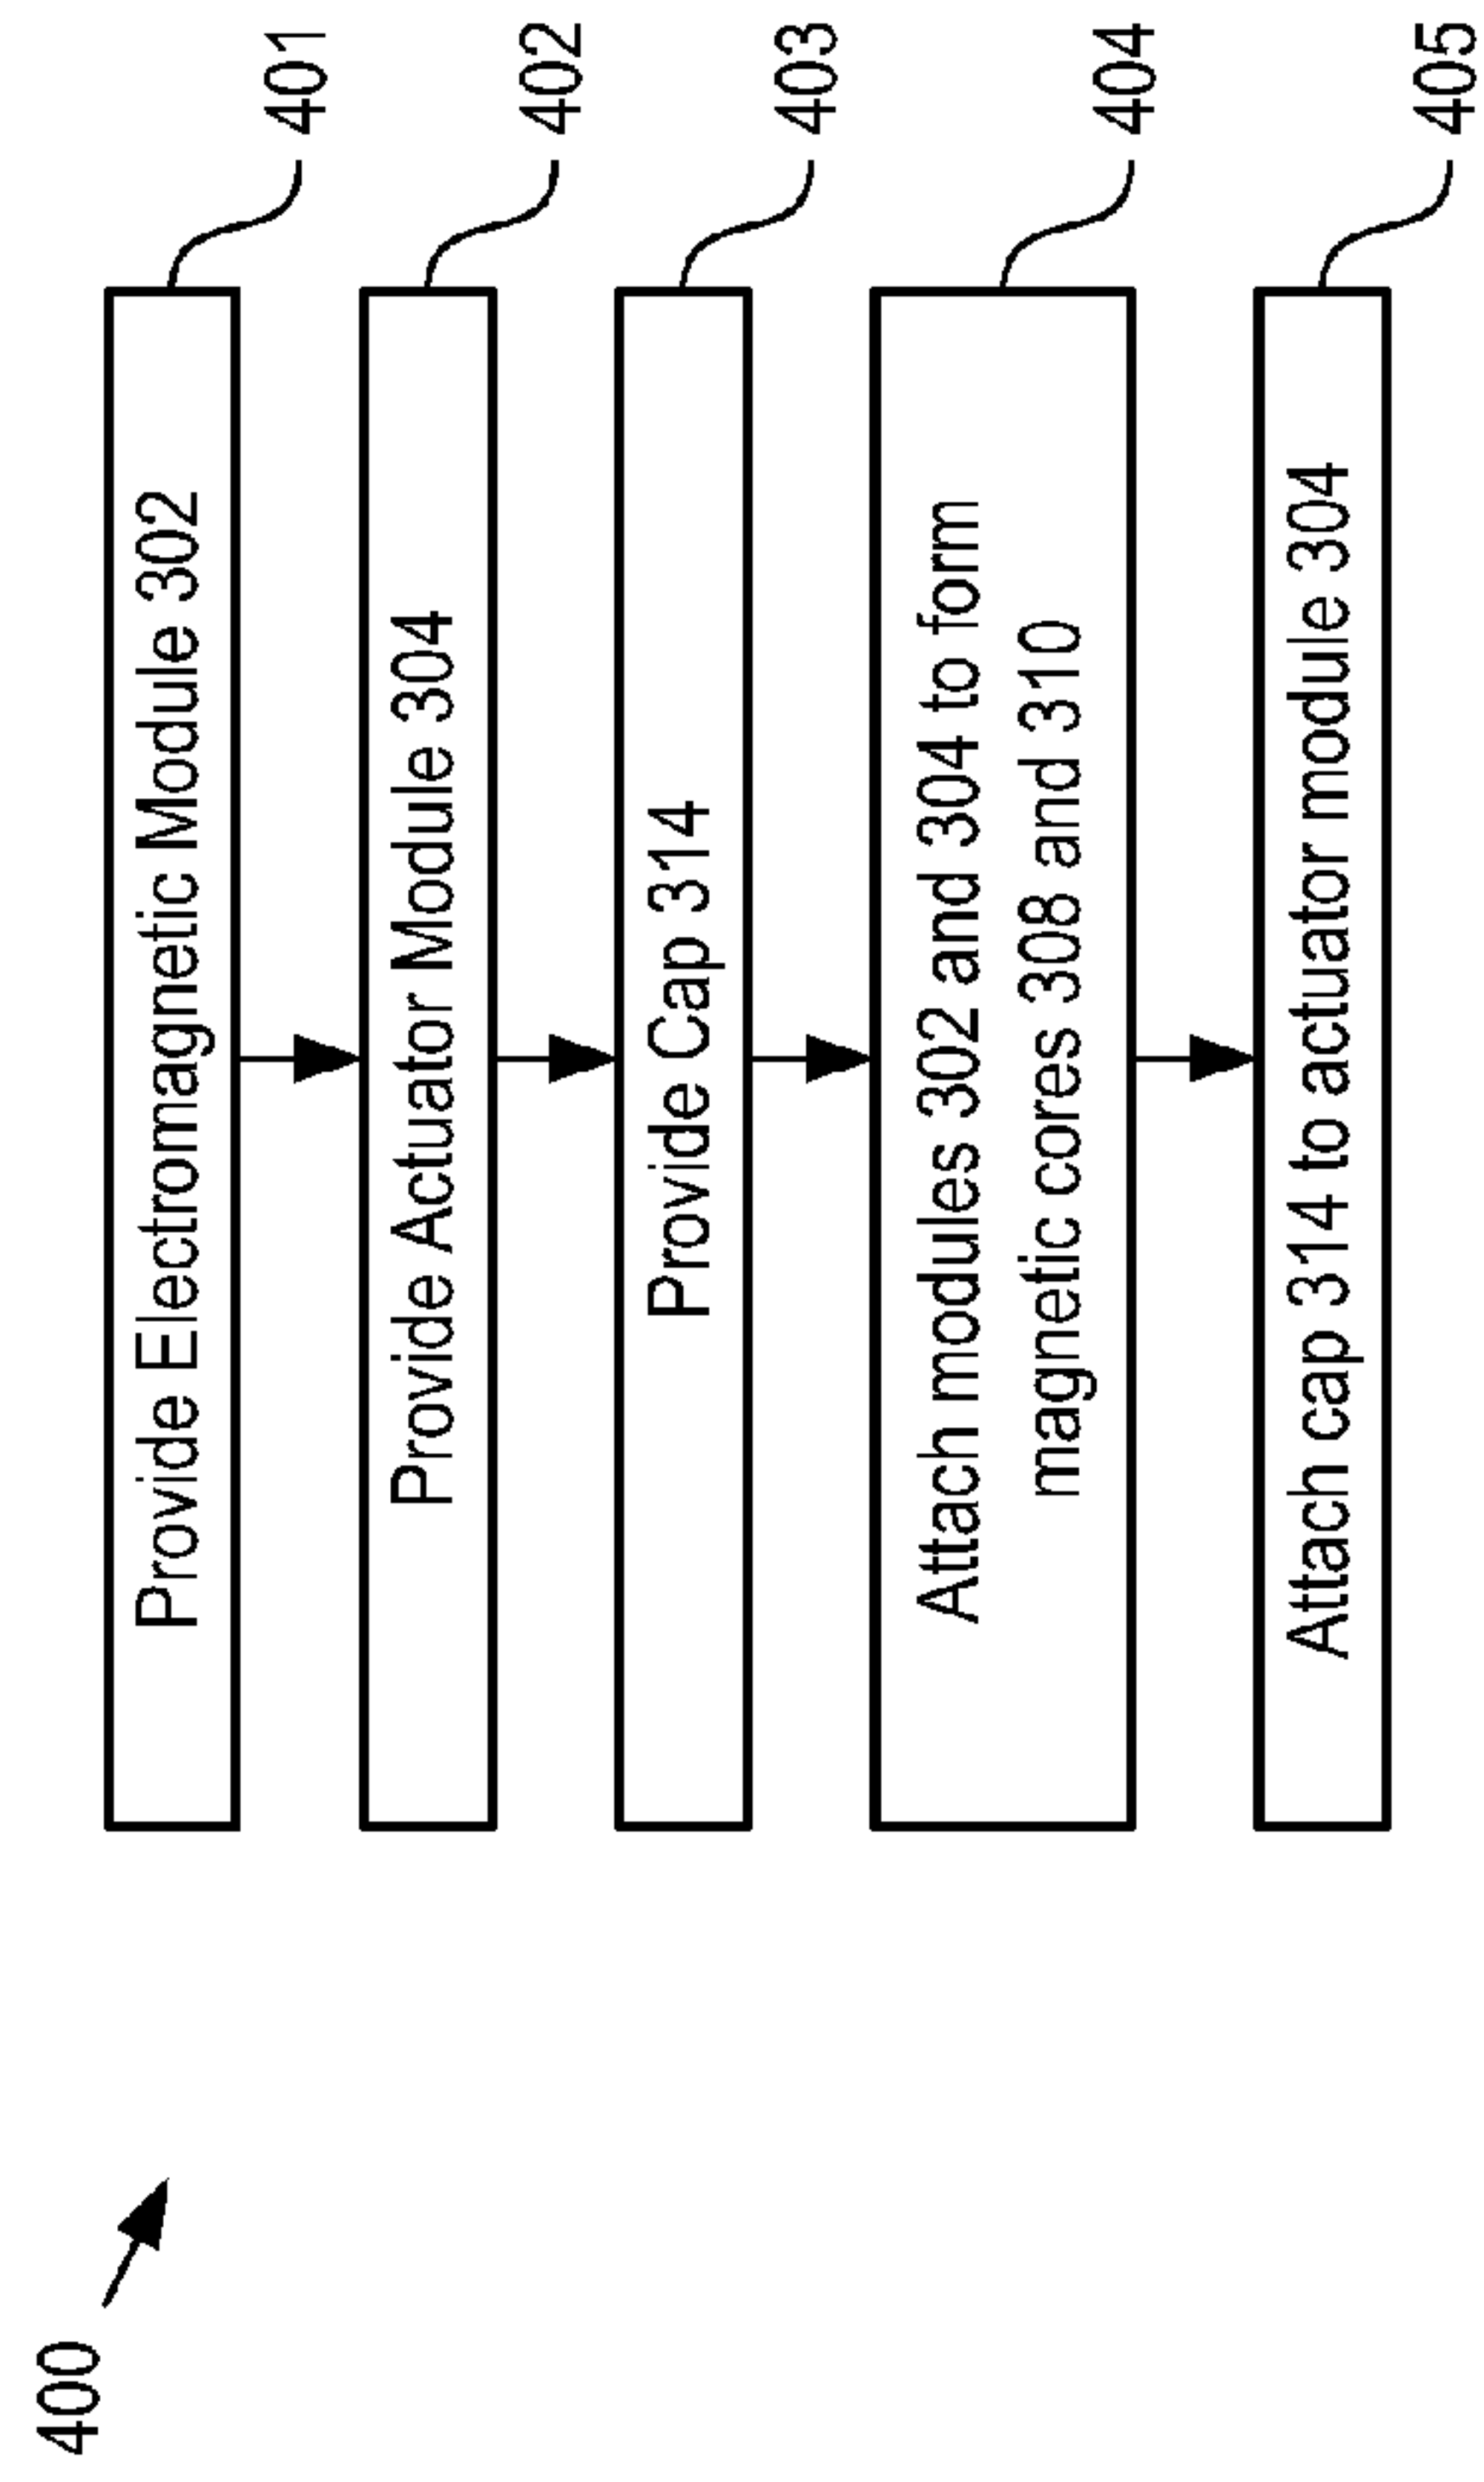 400
Provide Electromagnetic Module 302
401
Provide Actuator Module 304
402
Provide Cap 314
403
Attach modules 302 and 304 to form
magnetic cores 308 and 310
404
Attach cap 314 to actuator module 304
405